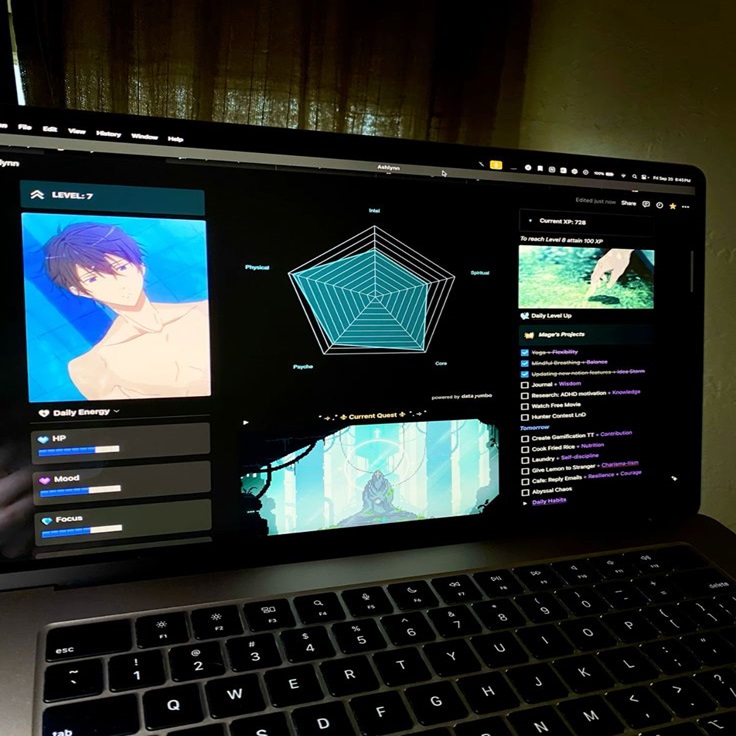 File Edit View History Window Help
Ashlynn
100%
Fri Sep 20 8:45PM
lynn
Edited just now Share
LEVEL: 7
Daily Energy
HP
Mood
Focus
Intel
Physical
Spiritual
Psyche
Core
powered by data yumbo
Current Quest
Current XP: 728
To reach Level 8 attain 100 XP
Daily Level Up
Mage's Projects
Yoga + Flexibility
Mindful Breathing + Balance
Updating new notion features + Idea Storm
Journal + Wisdom
Research: ADHD motivation + Knowledge
Watch Free Movie
Hunter Contest LnD
Tomorrow
Create Gamification TT + Contribution
Cook Fried Rice + Nutrition
Laundry + Self-discipline
Give Lemon to Stranger + Charisma-tism
Cafe: Reply Emails + Resilience + Courage
Abyssal Chaos
Daily Habits
esc F1 F2 F3 F4 F5 F6 F7 F8 F9 F10 F11 F12
~ ` ! 1 @ 2 # 3 $ 4 % 5 ^ 6 & 7 * 8 ( 9 ) 0 _ - + = delete
tab Q W E R T Y U I O P { [ } ]
S D F G H J K L : ; " '
N M < , > . ? /